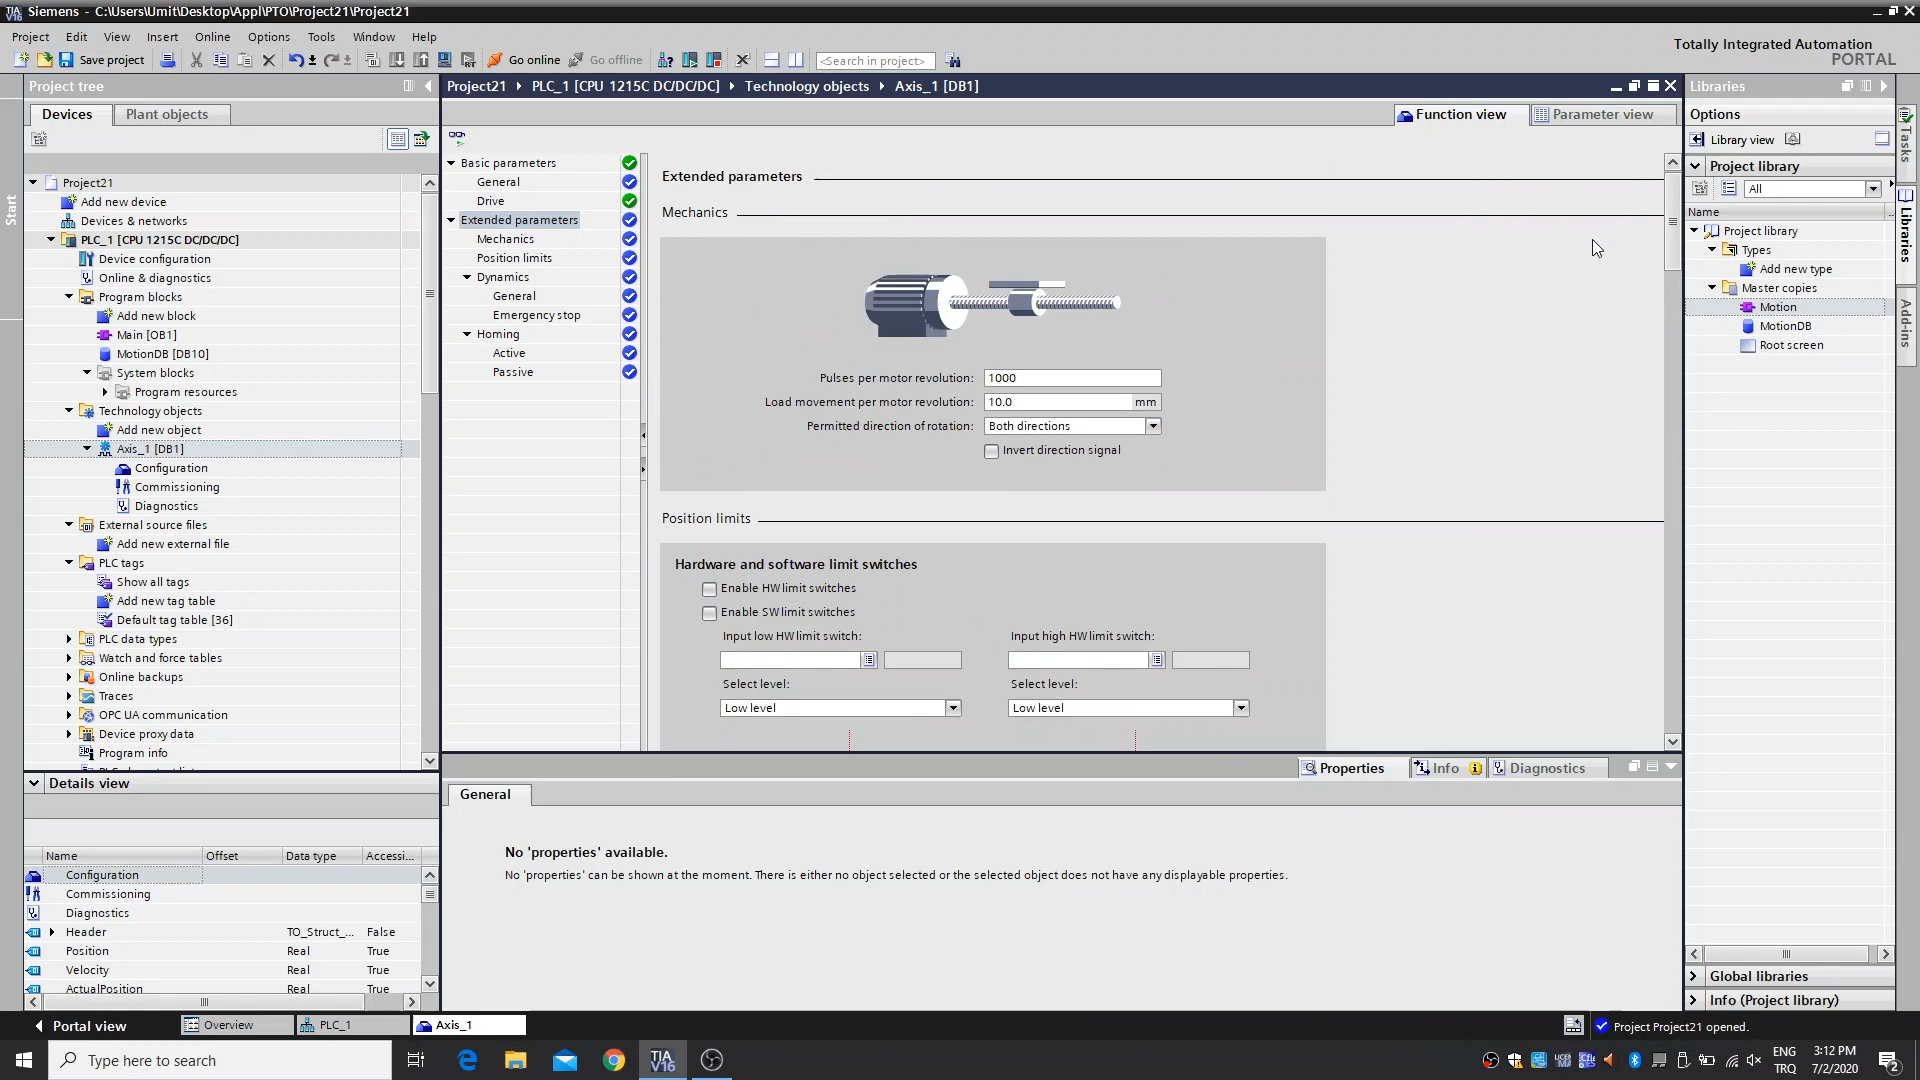 Siemens - C:\Users\Umit\Desktop\Appl\PTO\Project21\Project21
Project Edit View Insert Online Options Tools Window Help
Totally Integrated Automation
PORTAL
Save project
Go online
Go offline
<Search in project>
Project tree
Project21 PLC_1 [CPU 1215C DC/DC/DC] Technology objects Axis_1 [DB1]
Libraries
Devices
Plant objects
Function view
Parameter view
Options
Library view
Start
Project21
Add new device
Devices & networks
PLC_1 [CPU 1215C DC/DC/DC]
Device configuration
Online & diagnostics
Program blocks
Add new block
Main [OB1]
MotionDB [DB10]
System blocks
Program resources
Technology objects
Add new object
Axis_1 [DB1]
Configuration
Commissioning
Diagnostics
External source files
Add new external file
PLC tags
Show all tags
Add new tag table
Default tag table [36]
PLC data types
Watch and force tables
Online backups
Traces
OPC UA communication
Device proxy data
Program info
Basic parameters
General
Drive
Extended parameters
Mechanics
Position limits
Dynamics
General
Emergency stop
Homing
Active
Passive
Extended parameters
Mechanics
Pulses per motor revolution: 1000
Load movement per motor revolution: 10.0 mm
Permitted direction of rotation: Both directions
Invert direction signal
Position limits
Hardware and software limit switches
Enable HW limit switches
Enable SW limit switches
Input low HW limit switch: Input high HW limit switch:
Select level: Select level:
Low level Low level
Project library
All
Name
Project library
Types
Add new type
Master copies
Motion
MotionDB
Root screen
Tasks
Libraries
Add-ins
Global libraries
Info (Project library)
Details view
Name Offset Data type Accessi...
Configuration
Commissioning
Diagnostics
Header TO_Struct_... False
Position Real True
Velocity Real True
ActualPosition Real True
Properties
Info
Diagnostics
General
No 'properties' available.
No 'properties' can be shown at the moment. There is either no object selected or the selected object does not have any displayable properties.
Portal view
Overview
PLC_1
Axis_1
Project Project21 opened.
Type here to search
TIA
V16
ENG
TRQ
3:12 PM
7/2/2020
2